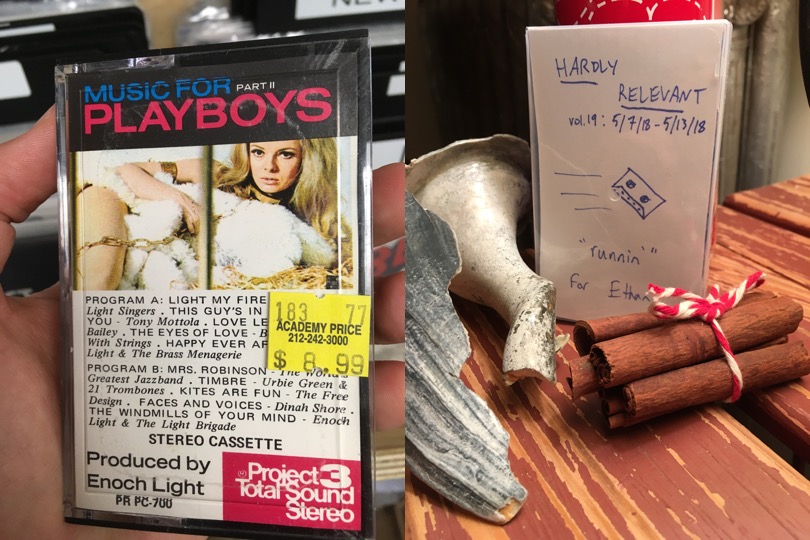 MUSIC FOR PART II
PLAYBOYS
PROGRAM A: LIGHT MY FIRE
Light Singers . THIS GUY'S IN
YOU - Tony Mottola . LOVE LE
Bailey . THE EYES OF LOVE - B
With Strings . HAPPY EVER AF
Light & The Brass Menagerie
183 77
ACADEMY PRICE
212-242-3000
$ 8.99
PROGRAM B: MRS. ROBINSON - The World's
Greatest Jazzband . TIMBRE - Urbie Green &
21 Trombones . KITES ARE FUN - The Free
Design . FACES AND VOICES - Dinah Shore .
THE WINDMILLS OF YOUR MIND - Enoch
Light & The Light Brigade
STEREO CASSETTE
Produced by
Enoch Light
PR PC-700
Project 3
Total Sound
Stereo
HARDLY
RELEVANT
vol.19: 5/7/18-5/13/18
"runnin'"
for Ethan